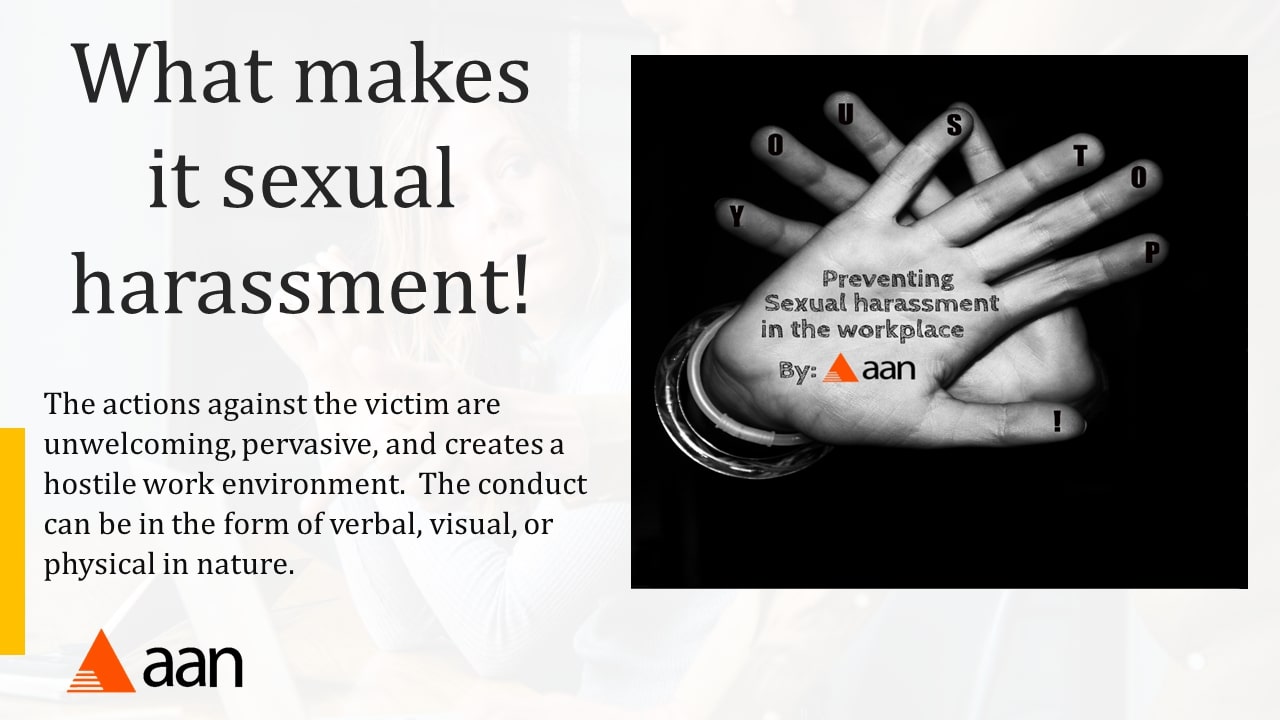 What makes
it sexual
harassment!
The actions against the victim are
unwelcoming, pervasive, and creates a
hostile work environment.  The conduct
can be in the form of verbal, visual, or
physical in nature.
aan
Y O U S T O P !
Preventing
Sexual harassment
in the workplace
By: aan